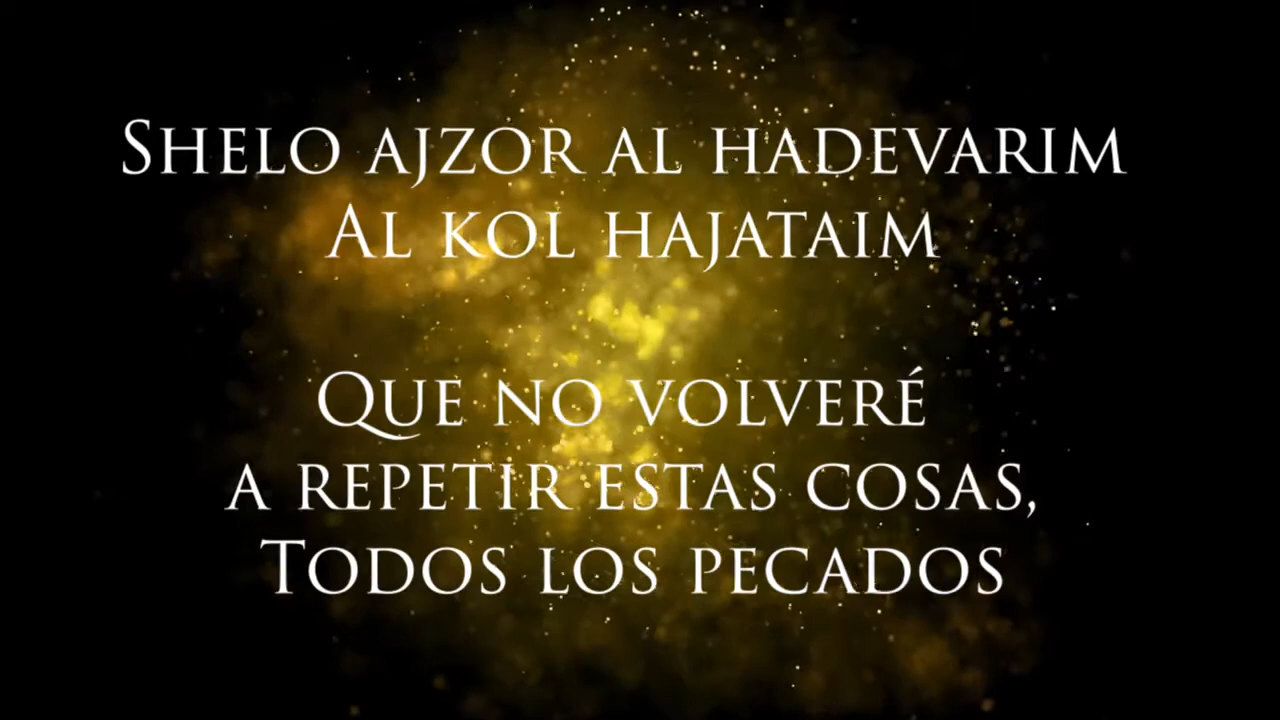 Shelo ajzor al hadevarim
Al kol hajataim
Que no volveré
a repetir estas cosas,
Todos los pecados